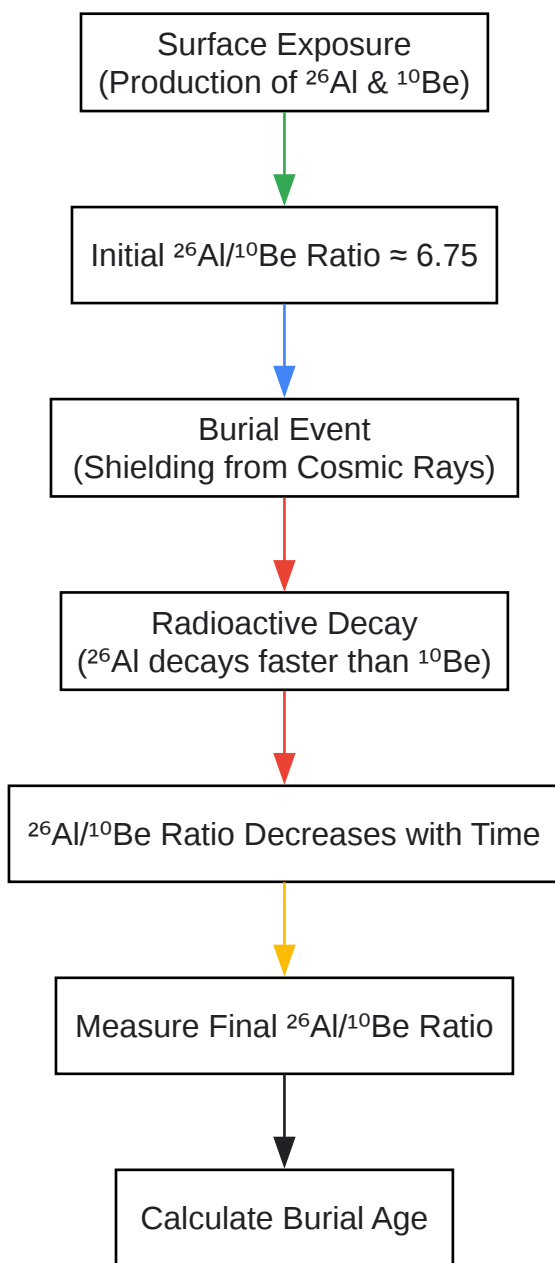 Surface Exposure
(Production of ²⁶Al & ¹⁰Be)
Initial ²⁶Al/¹⁰Be Ratio ≈ 6.75
Burial Event
(Shielding from Cosmic Rays)
Radioactive Decay
(²⁶Al decays faster than ¹⁰Be)
²⁶Al/¹⁰Be Ratio Decreases with Time
Measure Final ²⁶Al/¹⁰Be Ratio
Calculate Burial Age